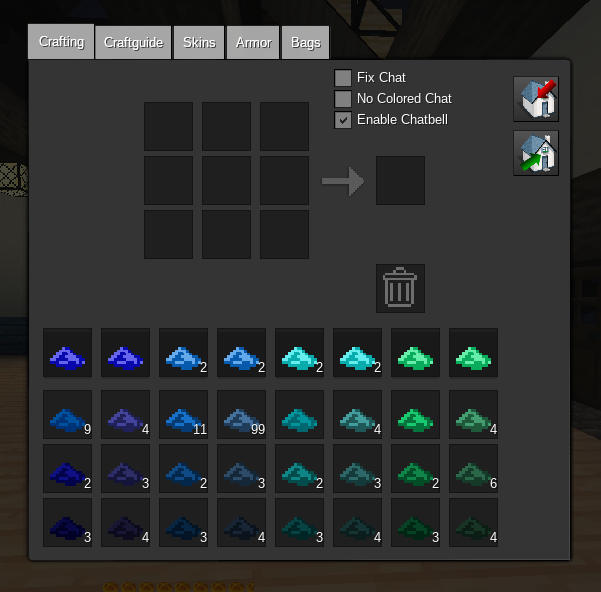 Crafting Craftguide Skins Armor Bags
Fix Chat
No Colored Chat
Enable Chatbell
2 2 2 2
9 4 11 99 4 4
2 3 2 3 2 3 2 6
3 4 3 4 3 4 3 4